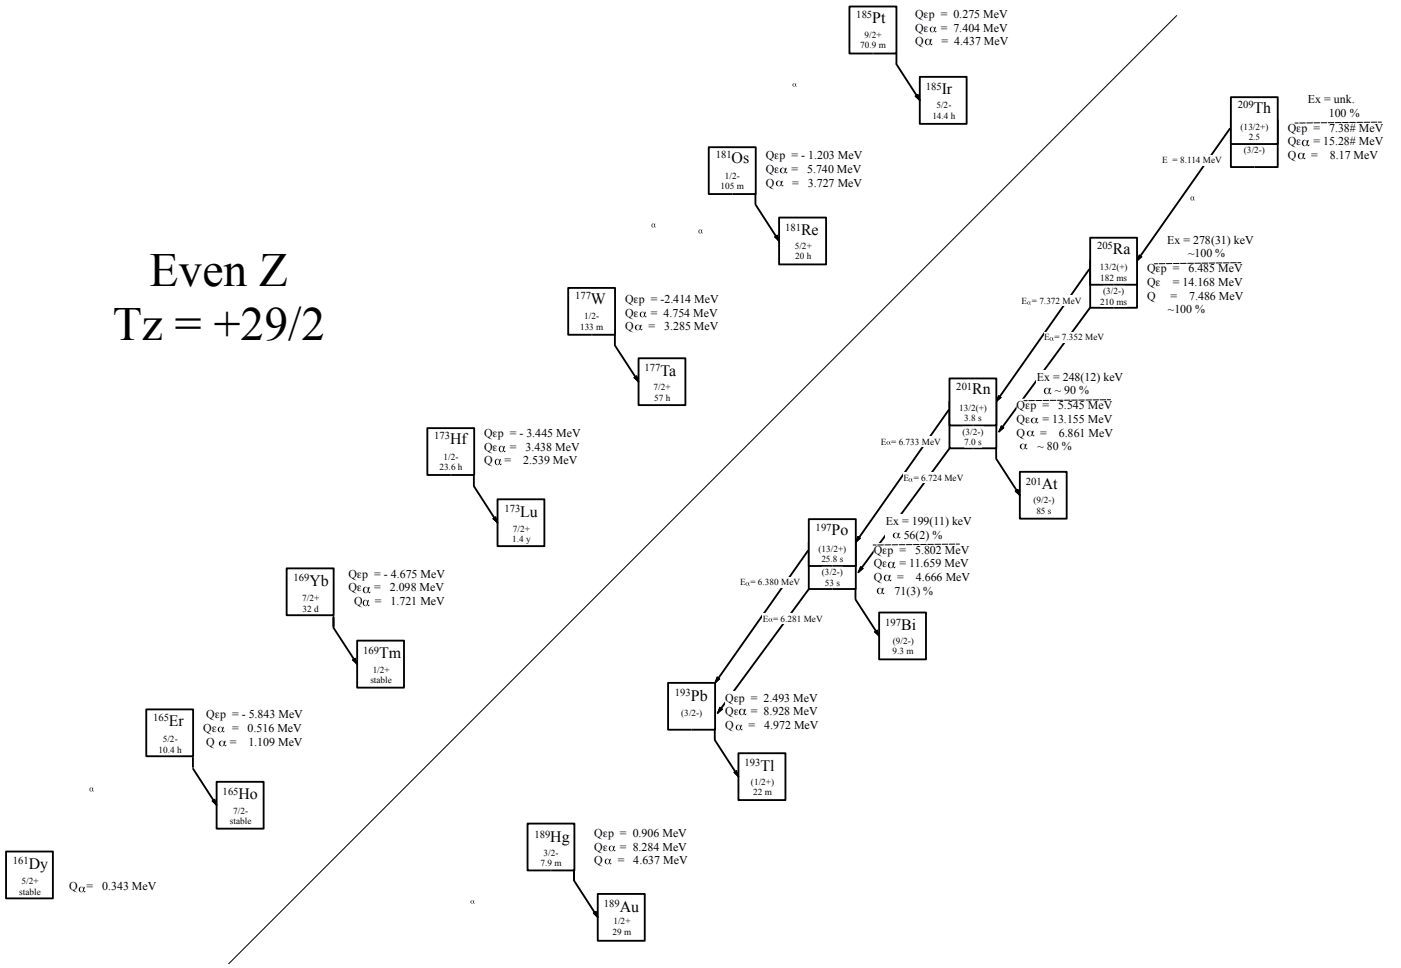 Even Z
Tz = +29/2
185Pt
9/2+
70.9 m
Qεp = 0.275 MeV
Qεα = 7.404 MeV
Qα = 4.437 MeV
185Ir
5/2-
14.4 h
α
181Os
1/2-
105 m
Qεp = - 1.203 MeV
Qεα = 5.740 MeV
Qα = 3.727 MeV
181Re
5/2+
20 h
α
α
177W
1/2-
133 m
Qεp = -2.414 MeV
Qεα = 4.754 MeV
Qα = 3.285 MeV
177Ta
7/2+
57 h
173Hf
1/2-
23.6 h
Qεp = - 3.445 MeV
Qεα = 3.438 MeV
Qα = 2.539 MeV
173Lu
7/2+
1.4 y
169Yb
7/2+
32 d
Qεp = - 4.675 MeV
Qεα = 2.098 MeV
Qα = 1.721 MeV
169Tm
1/2+
stable
165Er
5/2-
10.4 h
Qεp = - 5.843 MeV
Qεα = 0.516 MeV
Q α = 1.109 MeV
165Ho
7/2-
stable
α
161Dy
5/2+
stable
Qα = 0.343 MeV
209Th
(13/2+)
2.5
(3/2-)
Ex = unk.
100 %
Qεp = 7.38# MeV
Qεα = 15.28# MeV
Qα = 8.17 MeV
E = 8.114 MeV
α
205Ra
13/2(+)
182 ms
(3/2-)
210 ms
Ex = 278(31) keV
~100 %
Qεp = 6.485 MeV
Qε = 14.168 MeV
Q = 7.486 MeV
~100 %
Eα= 7.372 MeV
Eα= 7.352 MeV
201Rn
13/2(+)
3.8 s
(3/2-)
7.0 s
Ex = 248(12) keV
α ~ 90 %
Qεp = 5.545 MeV
Qεα = 13.155 MeV
Qα = 6.861 MeV
α ~ 80 %
201At
(9/2-)
85 s
Eα= 6.733 MeV
Eα= 6.724 MeV
197Po
(13/2+)
25.8 s
(3/2-)
53 s
Ex = 199(11) keV
α 56(2) %
Qεp = 5.802 MeV
Qεα = 11.659 MeV
Qα = 4.666 MeV
α 71(3) %
197Bi
(9/2-)
9.3 m
Eα= 6.380 MeV
Eα= 6.281 MeV
193Pb
(3/2-)
Qεp = 2.493 MeV
Qεα = 8.928 MeV
Qα = 4.972 MeV
193Tl
(1/2+)
22 m
189Hg
3/2-
7.9 m
Qεp = 0.906 MeV
Qεα = 8.284 MeV
Qα = 4.637 MeV
189Au
1/2+
29 m
α